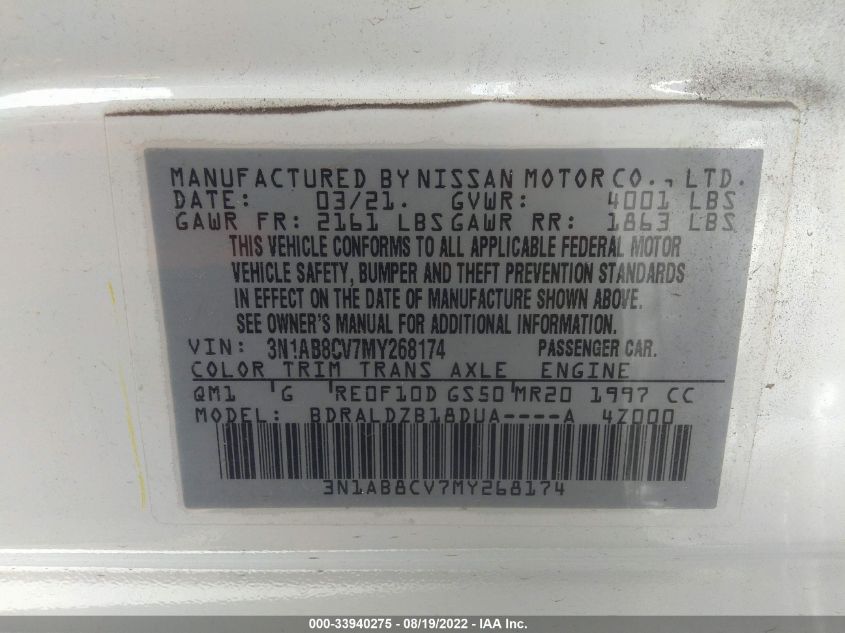 MANUFACTURED BY NISSAN MOTOR CO., LTD.
DATE: 03/21. GVWR: 4001 LBS
GAWR FR: 2161 LBS GAWR RR: 1863 LBS
THIS VEHICLE CONFORMS TO ALL APPLICABLE FEDERAL MOTOR
VEHICLE SAFETY, BUMPER AND THEFT PREVENTION STANDARDS
IN EFFECT ON THE DATE OF MANUFACTURE SHOWN ABOVE.
SEE OWNER'S MANUAL FOR ADDITIONAL INFORMATION.
VIN: 3N1AB8CV7MY268174 PASSENGER CAR.
COLOR TRIM TRANS AXLE ENGINE
QM1 G RE0F10D GS50 MR20 1997 CC
MODEL: BDRALDZB18DUA----A 4Z000
3N1AB8CV7MY268174
000-33940275 - 08/19/2022 - IAA Inc.